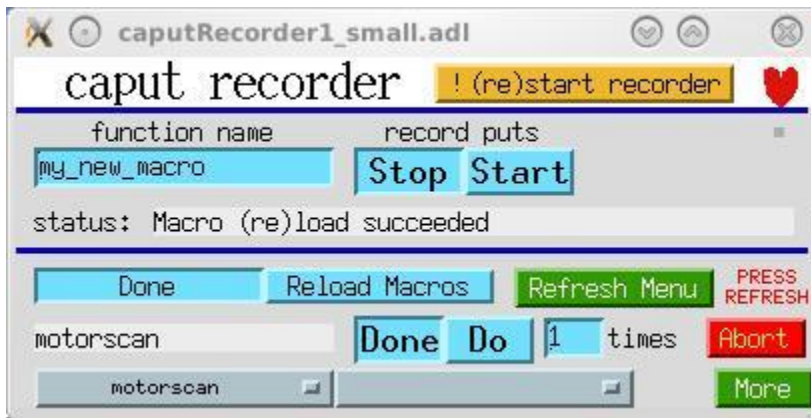 caputRecorder1_small.adl
caput recorder ! (re)start recorder
function name record puts
my_new_macro Stop Start
status: Macro (re)load succeeded
Done Reload Macros Refresh Menu PRESS
REFRESH
motorscan Done Do 1 times Abort
motorscan More